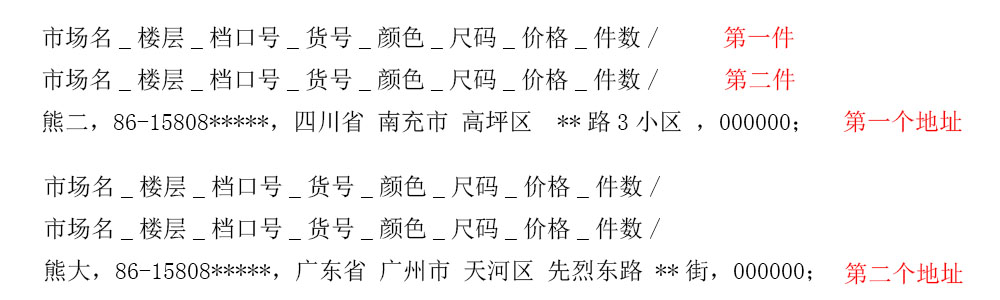 市场名_楼层_档口号_货号_颜色_尺码_价格_件数/ 第一件
市场名_楼层_档口号_货号_颜色_尺码_价格_件数/ 第二件
熊二，86-15808*****，四川省 南充市 高坪区 **路3小区 ，000000； 第一个地址
市场名_楼层_档口号_货号_颜色_尺码_价格_件数/
市场名_楼层_档口号_货号_颜色_尺码_价格_件数/
熊大，86-15808*****，广东省 广州市 天河区 先烈东路 **街，000000； 第二个地址